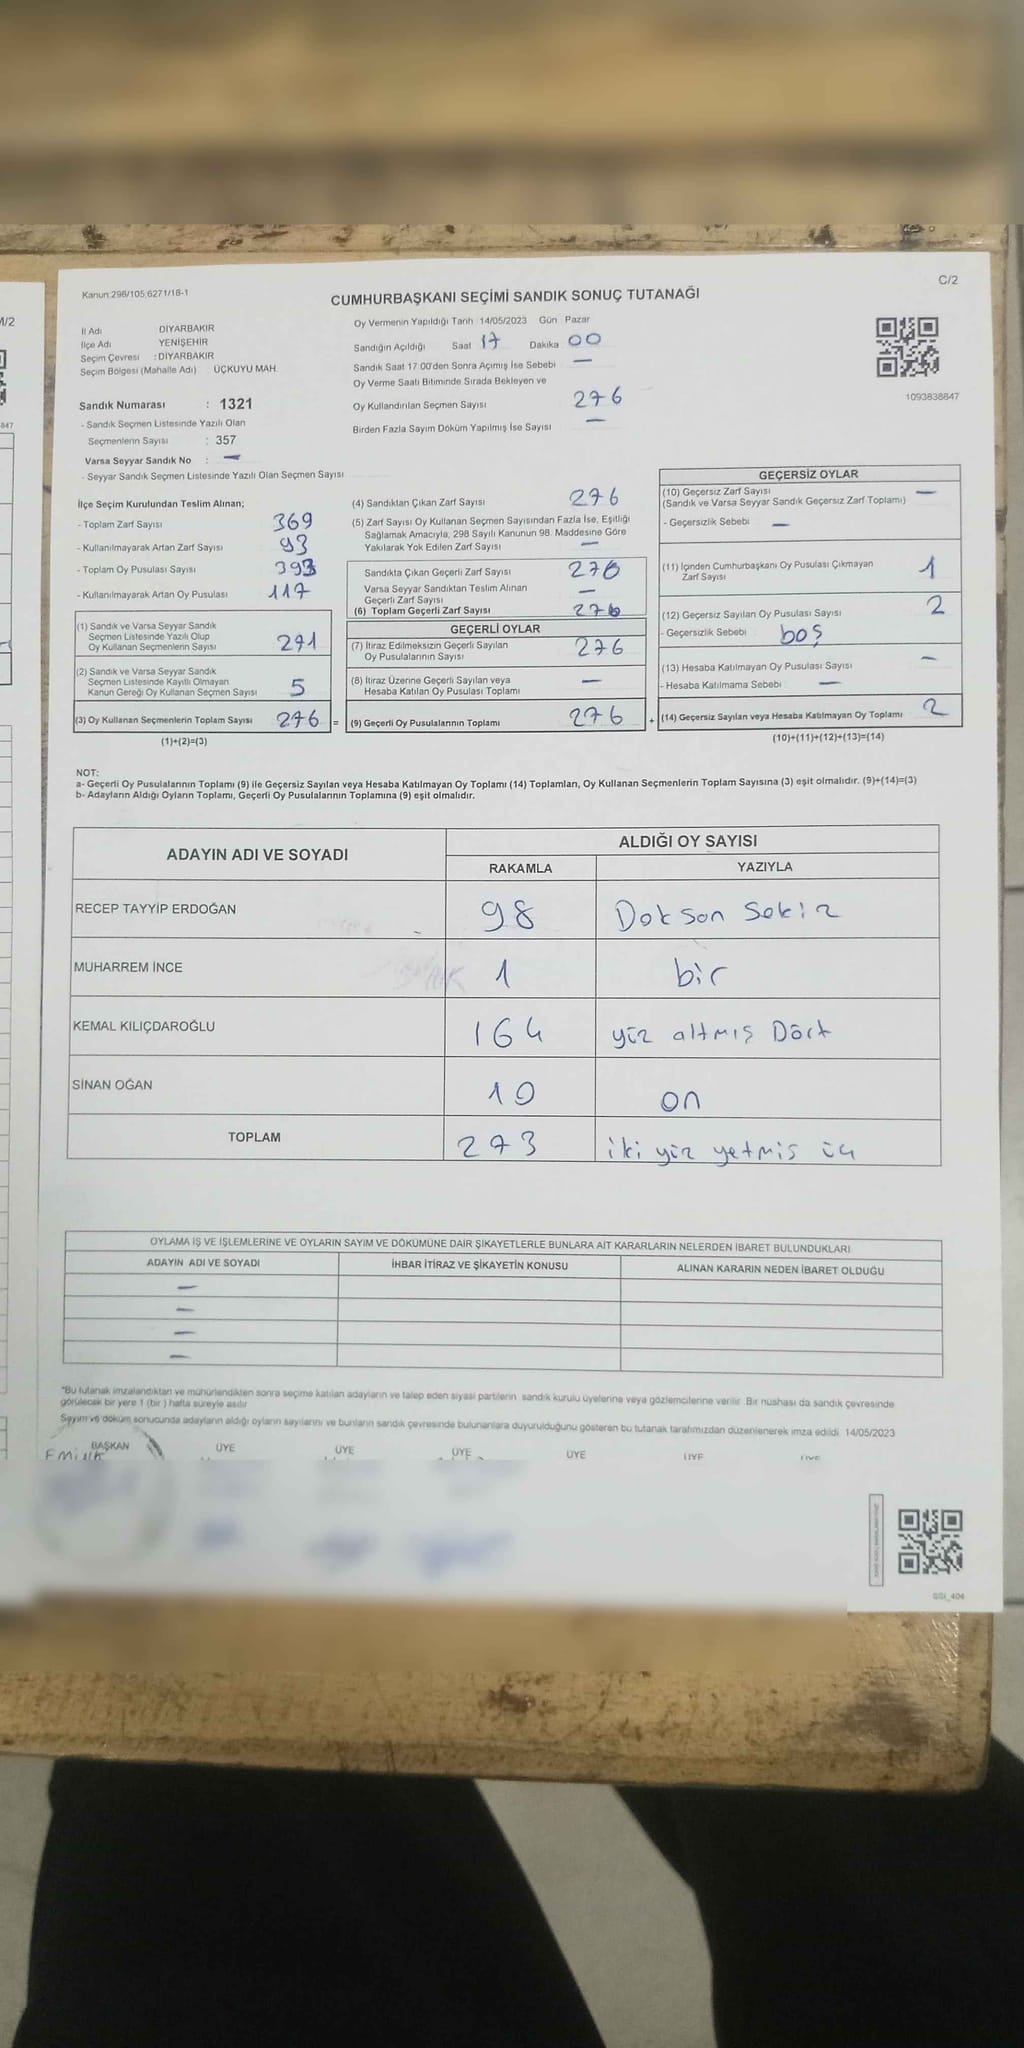 Kanun:298/105,6271/18-1
C/2
CUMHURBAŞKANI SEÇİMİ SANDIK SONUÇ TUTANAĞI
M/2
İl Adı DİYARBAKIR
İlçe Adı YENİŞEHİR
Seçim Çevresi : DİYARBAKIR
Seçim Bölgesi (Mahalle Adı) ÜÇKUYU MAH.
Sandık Numarası : 1321
- Sandık Seçmen Listesinde Yazılı Olan
Seçmenlerin Sayısı : 357
Varsa Seyyar Sandık No : —
- Seyyar Sandık Seçmen Listesinde Yazılı Olan Seçmen Sayısı
Oy Vermenin Yapıldığı Tarih 14/05/2023 Gün Pazar
Sandığın Açıldığı Saat 17 Dakika 00
Sandık Saat 17:00'den Sonra Açımış İse Sebebi —
Oy Verme Saati Bitiminde Sırada Bekleyen ve
Oy Kullandırılan Seçmen Sayısı 276
Birden Fazla Sayım Döküm Yapılmış İse Sayısı —
1093838847
847
İlçe Seçim Kurulundan Teslim Alınan;
- Toplam Zarf Sayısı 369
- Kullanılmayarak Artan Zarf Sayısı 93
- Toplam Oy Pusulası Sayısı 393
- Kullanılmayarak Artan Oy Pusulası 117
(1) Sandık ve Varsa Seyyar Sandık
Seçmen Listesinde Yazılı Olup
Oy Kullanan Seçmenlerin Sayısı 271
(2) Sandık ve Varsa Seyyar Sandık
Seçmen Listesinde Kayıtlı Olmayan
Kanun Gereği Oy Kullanan Seçmen Sayısı 5
(3) Oy Kullanan Seçmenlerin Toplam Sayısı 276 =
(1)+(2)=(3)
(4) Sandıktan Çıkan Zarf Sayısı 276
(5) Zarf Sayısı Oy Kullanan Seçmen Sayısından Fazla İse, Eşitliği
Sağlamak Amacıyla, 298 Sayılı Kanunun 98. Maddesine Göre
Yakılarak Yok Edilen Zarf Sayısı —
Sandıkta Çıkan Geçerli Zarf Sayısı 276
Varsa Seyyar Sandıktan Teslim Alınan
Geçerli Zarf Sayısı —
(6) Toplam Geçerli Zarf Sayısı 276
GEÇERLİ OYLAR
(7) İtiraz Edilmeksizin Geçerli Sayılan
Oy Pusulalarının Sayısı 276
(8) İtiraz Üzerine Geçerli Sayılan veya
Hesaba Katılan Oy Pusulası Toplamı —
(9) Geçerli Oy Pusulalarının Toplamı 276 +
GEÇERSİZ OYLAR
(10) Geçersiz Zarf Sayısı —
(Sandık ve Varsa Seyyar Sandık Geçersiz Zarf Toplamı)
- Geçersizlik Sebebi —
(11) İçinden Cumhurbaşkanı Oy Pusulası Çıkmayan
Zarf Sayısı 1
(12) Geçersiz Sayılan Oy Pusulası Sayısı 2
- Geçersizlik Sebebi boş
(13) Hesaba Katılmayan Oy Pusulası Sayısı —
- Hesaba Katılmama Sebebi —
(14) Geçersiz Sayılan veya Hesaba Katılmayan Oy Toplamı 2
(10)+(11)+(12)+(13)=(14)
NOT:
a- Geçerli Oy Pusulalarının Toplamı (9) ile Geçersiz Sayılan veya Hesaba Katılmayan Oy Toplamı (14) Toplamları, Oy Kullanan Seçmenlerin Toplam Sayısına (3) eşit olmalıdır. (9)+(14)=(3)
b- Adayların Aldığı Oyların Toplamı, Geçerli Oy Pusulalarının Toplamına (9) eşit olmalıdır.
ADAYIN ADI VE SOYADI ALDIĞI OY SAYISI
RAKAMLA YAZIYLA
RECEP TAYYİP ERDOĞAN 98 Dokson Sekiz
MUHARREM İNCE 1 bir
KEMAL KILIÇDAROĞLU 164 yüz altmış Dört
SİNAN OĞAN 10 on
TOPLAM 273 iki yüz yetmis üç
OYLAMA İŞ VE İŞLEMLERİNE VE OYLARIN SAYIM VE DÖKÜMÜNE DAİR ŞİKAYETLERLE BUNLARA AİT KARARLARIN NELERDEN İBARET BULUNDUKLARI
ADAYIN ADI VE SOYADI İHBAR İTİRAZ VE ŞİKAYETİN KONUSU ALINAN KARARIN NEDEN İBARET OLDUĞU
—
—
—
—
*Bu tutanak imzalandıktan ve mühürlendikten sonra seçime katılan adayların ve talep eden siyasi partilerin sandık kurulu üyelerine veya gözlemcilerine verilir. Bir nüshası da sandık çevresinde
görülecek bir yere 1 (bir) hafta süreyle asılır
Sayım ve döküm sonucunda adayların aldığı oyların sayılarını ve bunların sandık çevresinde bulunanlara duyurulduğunu gösteren bu tutanak tarafımızdan düzenlenerek imza edildi. 14/05/2023
BAŞKAN ÜYE ÜYE ÜYE ÜYE ÜYE ÜYE